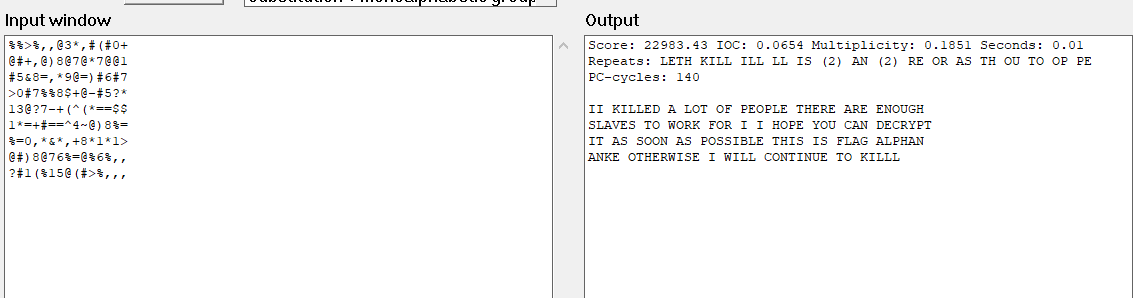 Substitution + monoalphabetic group
Input window
%%>%,,@3*,#(#0+
@#+,@)8@7@*7@@1
#5&8=,*9@=)#6#7
>0#7%%8$+@-#5?*
13@?7-+(^(*==$$
1*=+#==^4~@)8%=
%=0,*&*,+8*1*1>
@#)8@76%=@%6%,,
?#1(%15@(#>%,,,
Output
Score: 22983.43 IOC: 0.0654 Multiplicity: 0.1851 Seconds: 0.01
Repeats: LETH KILL ILL LL IS (2) AN (2) RE OR AS TH OU TO OP PE
PC-cycles: 140
II KILLED A LOT OF PEOPLE THERE ARE ENOUGH
SLAVES TO WORK FOR I I HOPE YOU CAN DECRYPT
IT AS SOON AS POSSIBLE THIS IS FLAG ALPHAN
ANKE OTHERWISE I WILL CONTINUE TO KILLL